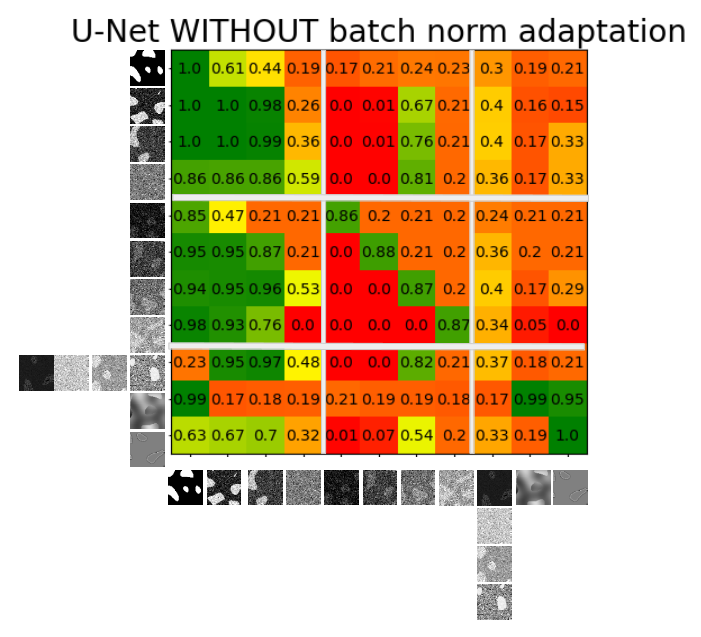 U-Net WITHOUT batch norm adaptation
1.0 0.61 0.44 0.19 0.17 0.21 0.24 0.23 0.3 0.19 0.21
1.0 1.0 0.98 0.26 0.0 0.01 0.67 0.21 0.4 0.16 0.15
1.0 1.0 0.99 0.36 0.0 0.01 0.76 0.21 0.4 0.17 0.33
0.86 0.86 0.86 0.59 0.0 0.0 0.81 0.2 0.36 0.17 0.33
0.85 0.47 0.21 0.21 0.86 0.2 0.21 0.2 0.24 0.21 0.21
0.95 0.95 0.87 0.21 0.0 0.88 0.21 0.2 0.36 0.2 0.21
0.94 0.95 0.96 0.53 0.0 0.0 0.87 0.2 0.4 0.17 0.29
0.98 0.93 0.76 0.0 0.0 0.0 0.0 0.87 0.34 0.05 0.0
0.23 0.95 0.97 0.48 0.0 0.0 0.82 0.21 0.37 0.18 0.21
0.99 0.17 0.18 0.19 0.21 0.19 0.19 0.18 0.17 0.99 0.95
0.63 0.67 0.7 0.32 0.01 0.07 0.54 0.2 0.33 0.19 1.0